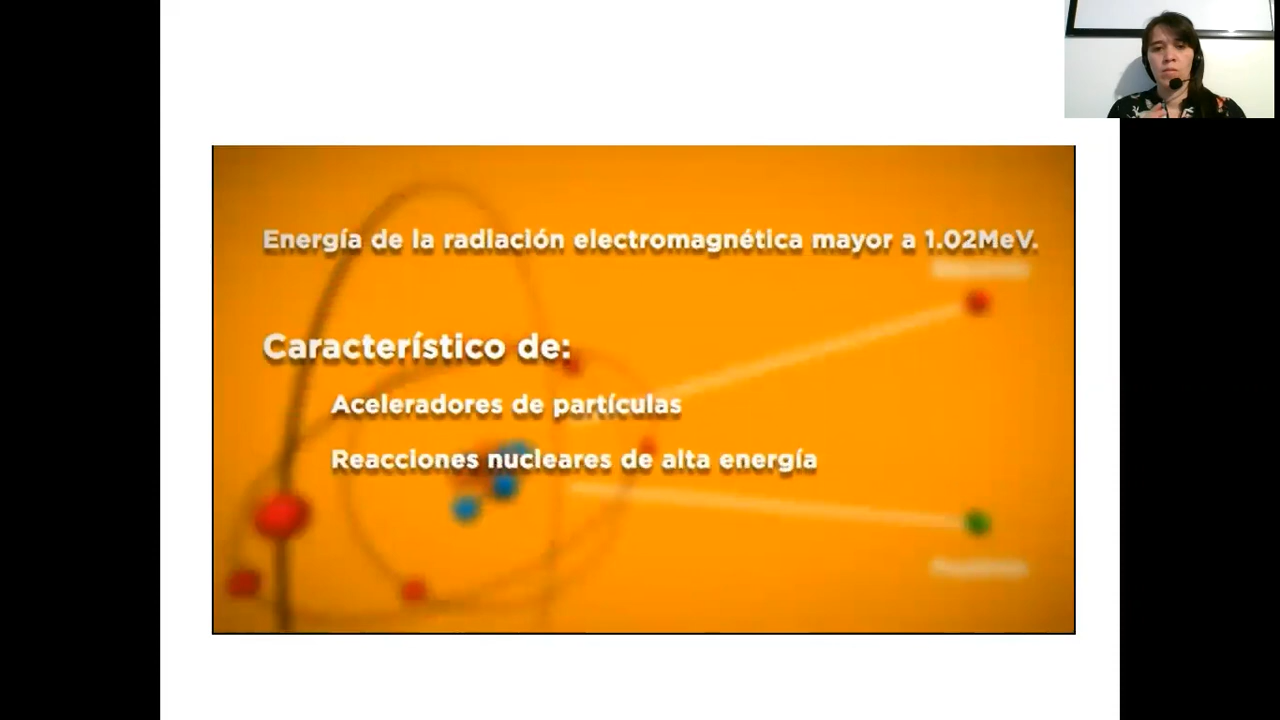 Energía de la radiación electromagnética mayor a 1.02MeV.
Característico de:
Aceleradores de partículas
Reacciones nucleares de alta energía